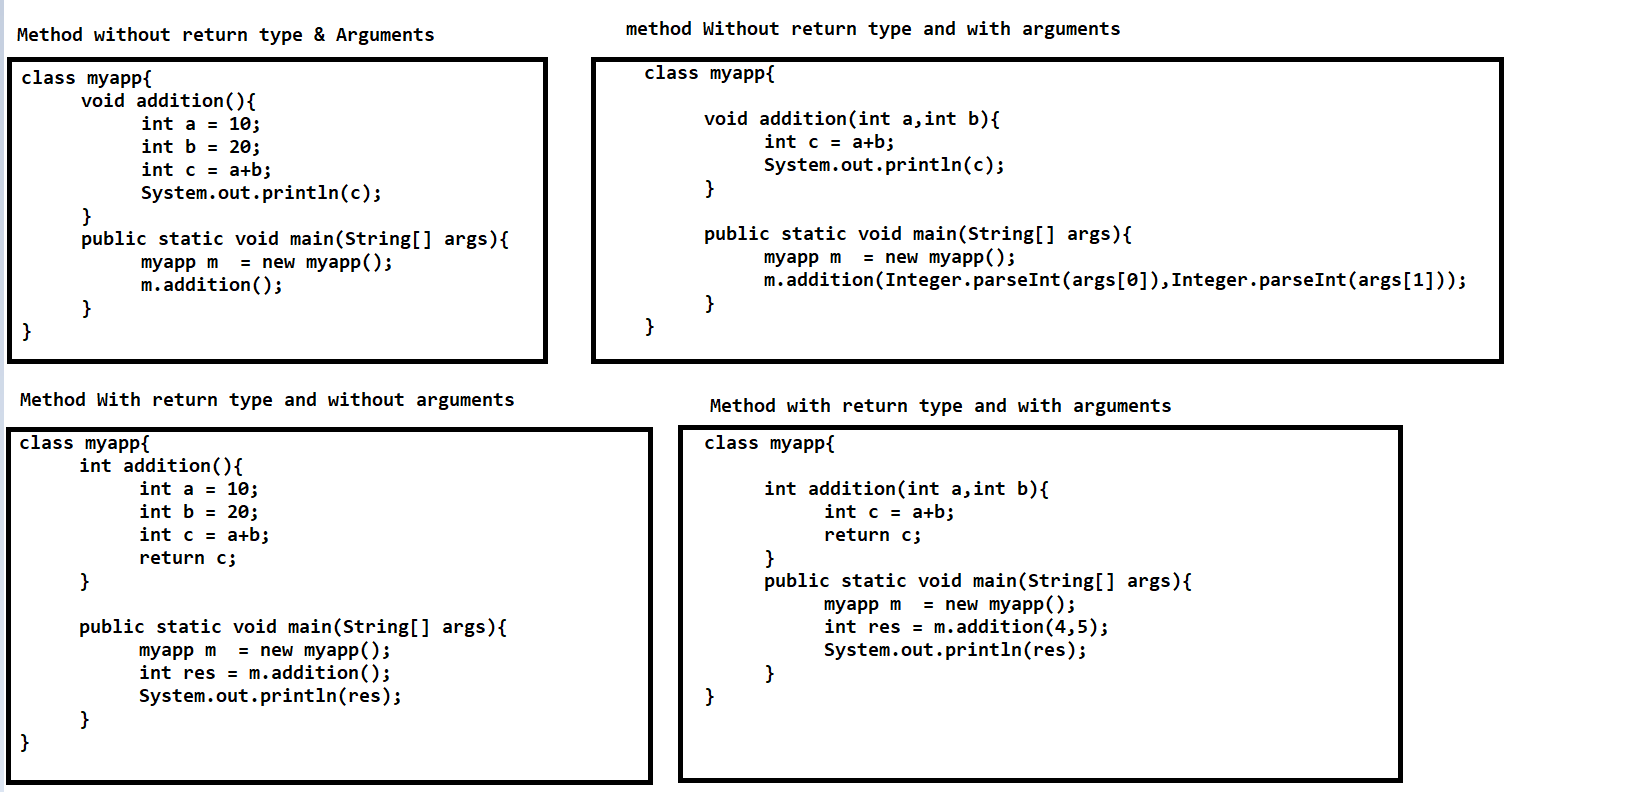 Method without return type & Arguments
class myapp{
void addition(){
int a = 10;
int b = 20;
int c = a+b;
System.out.println(c);
}
public static void main(String[] args){
myapp m  = new myapp();
m.addition();
}
}
method Without return type and with arguments
class myapp{
void addition(int a,int b){
int c = a+b;
System.out.println(c);
}
public static void main(String[] args){
myapp m  = new myapp();
m.addition(Integer.parseInt(args[0]),Integer.parseInt(args[1]));
}
}
Method With return type and without arguments
class myapp{
int addition(){
int a = 10;
int b = 20;
int c = a+b;
return c;
}
public static void main(String[] args){
myapp m  = new myapp();
int res = m.addition();
System.out.println(res);
}
}
Method with return type and with arguments
class myapp{
int addition(int a,int b){
int c = a+b;
return c;
}
public static void main(String[] args){
myapp m  = new myapp();
int res = m.addition(4,5);
System.out.println(res);
}
}